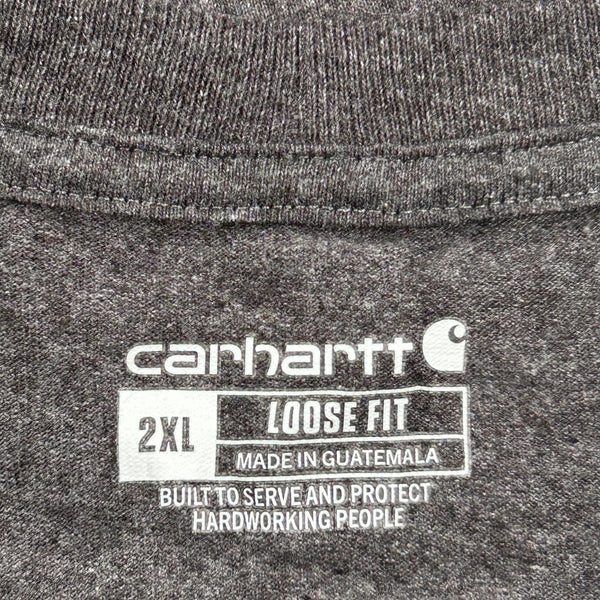 carhartt
2XL
LOOSE FIT
MADE IN GUATEMALA
BUILT TO SERVE AND PROTECT
HARDWORKING PEOPLE